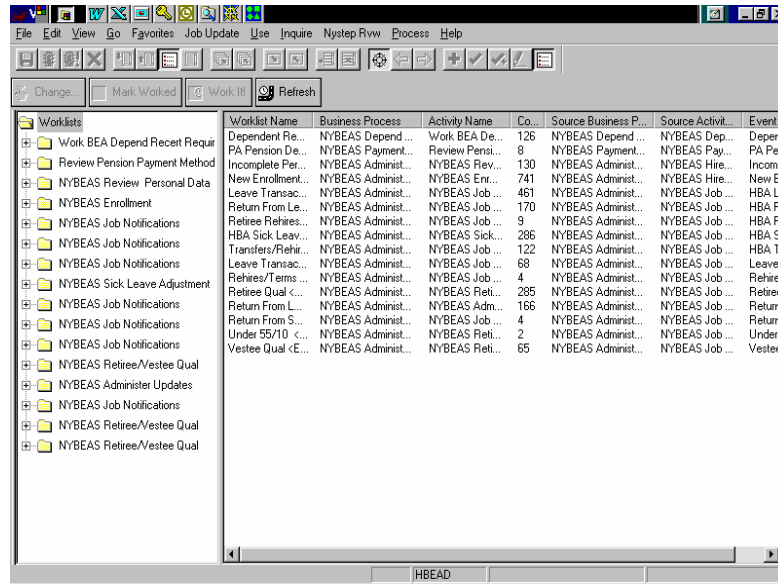 File Edit View Go Favorites Job Update Use Inquire Nystep Rvw Process Help
Change... Mark Worked Work It! Refresh
Worklists
Work BEA Depend Recert Requir
Review Pension Payment Method
NYBEAS Review Personal Data
NYBEAS Enrollment
NYBEAS Job Notifications
NYBEAS Job Notifications
NYBEAS Job Notifications
NYBEAS Sick Leave Adjustment
NYBEAS Job Notifications
NYBEAS Job Notifications
NYBEAS Job Notifications
NYBEAS Retiree/Vestee Qual
NYBEAS Administer Updates
NYBEAS Job Notifications
NYBEAS Retiree/Vestee Qual
NYBEAS Retiree/Vestee Qual
Worklist Name Business Process Activity Name Co... Source Business P... Source Activit... Event
Dependent Re... NYBEAS Depend ... Work BEA De... 126 NYBEAS Depend ... NYBEAS Dep... Depen
PA Pension De... NYBEAS Payment... Review Pensi... 8 NYBEAS Payment... NYBEAS Pay... PA Pe
Incomplete Per... NYBEAS Administ... NYBEAS Rev... 130 NYBEAS Administ... NYBEAS Hire... Incom
New Enrollment... NYBEAS Administ... NYBEAS Enr... 741 NYBEAS Administ... NYBEAS Hire... New E
Leave Transac... NYBEAS Administ... NYBEAS Job ... 461 NYBEAS Administ... NYBEAS Job ... HBA L
Return From Le... NYBEAS Administ... NYBEAS Job ... 170 NYBEAS Administ... NYBEAS Job ... HBA F
Retiree Rehires... NYBEAS Administ... NYBEAS Job ... 9 NYBEAS Administ... NYBEAS Job ... HBA F
HBA Sick Leav... NYBEAS Administ... NYBEAS Sick... 286 NYBEAS Administ... NYBEAS Job ... HBA S
Transfers/Rehir... NYBEAS Administ... NYBEAS Job ... 122 NYBEAS Administ... NYBEAS Job ... HBA T
Leave Transac... NYBEAS Administ... NYBEAS Job ... 68 NYBEAS Administ... NYBEAS Job ... Leave
Rehires/Terms ... NYBEAS Administ... NYBEAS Job ... 4 NYBEAS Administ... NYBEAS Job ... Rehire
Retiree Qual <... NYBEAS Administ... NYBEAS Reti... 285 NYBEAS Administ... NYBEAS Job ... Retiree
Return From L... NYBEAS Administ... NYBEAS Adm... 166 NYBEAS Administ... NYBEAS Job ... Return
Return From S... NYBEAS Administ... NYBEAS Job ... 4 NYBEAS Administ... NYBEAS Job ... Return
Under 55/10 <... NYBEAS Administ... NYBEAS Reti... 2 NYBEAS Administ... NYBEAS Job ... Under
Vestee Qual <E... NYBEAS Administ... NYBEAS Reti... 65 NYBEAS Administ... NYBEAS Job ... Vestee
HBEAD